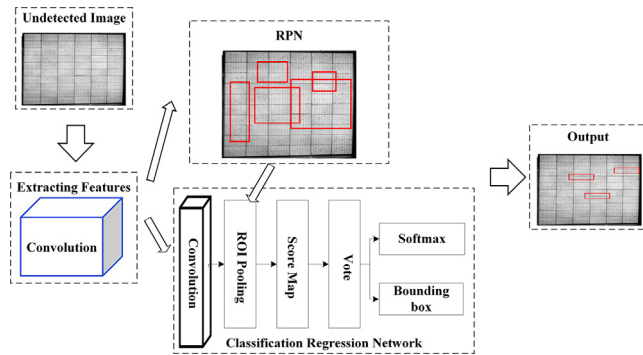 Undetected Image
RPN
Output
Extracting Features
Convolution
Convolution
ROI Pooling
Score Map
Vote
Softmax
Bounding
box
Classification Regression Network